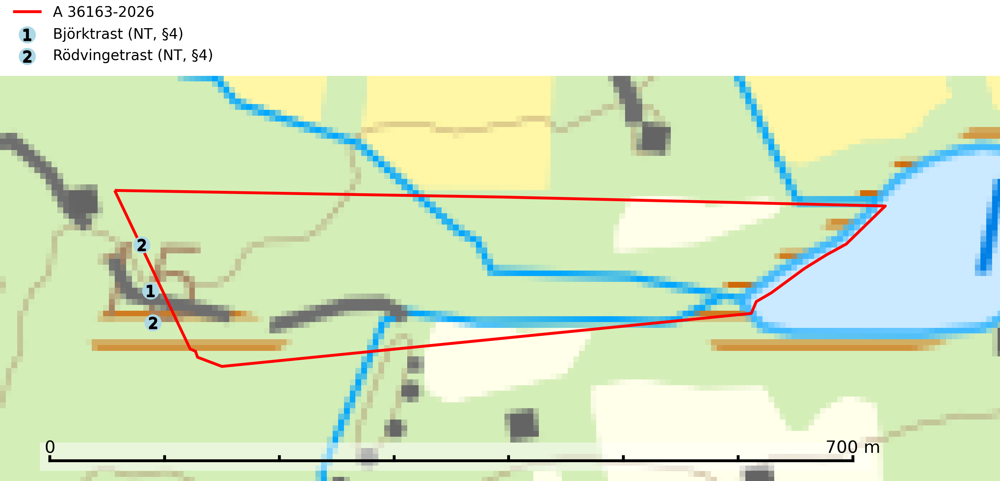 A 36163-2026
1 Björktrast (NT, §4)
2 Rödvingetrast (NT, §4)
2
1
2
0 700 m